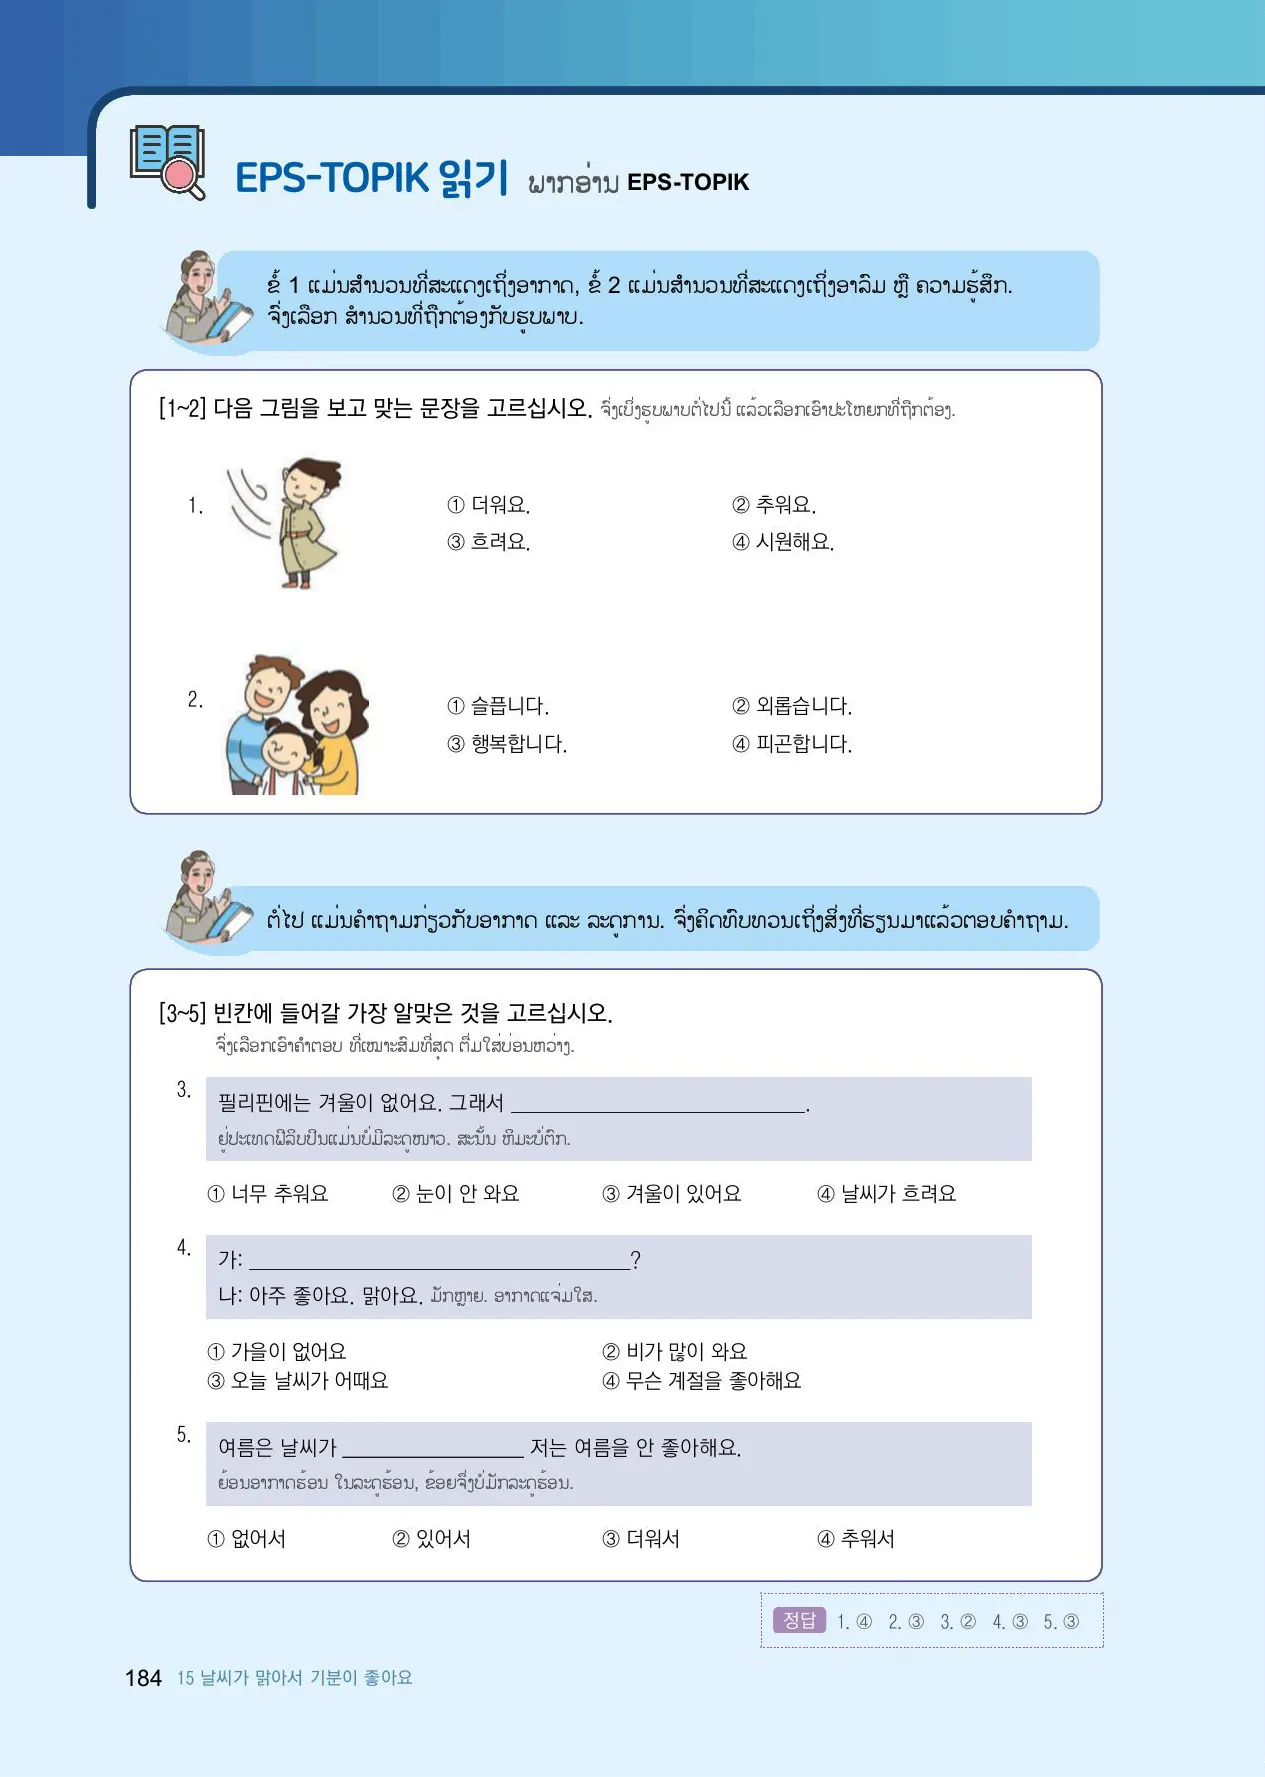 EPS-TOPIK 읽기 ພາກອ່ານ EPS-TOPIK
ຂໍ້ 1 ແມ່ນສຳນວນທີ່ສະແດງເຖິງອາກາດ, ຂໍ້ 2 ແມ່ນສຳນວນທີ່ສະແດງເຖິງອາລົມ ຫຼື ຄວາມຮູ້ສຶກ.
ຈົ່ງເລືອກ ສຳນວນທີ່ຖືກຕ້ອງກັບຮູບພາບ.
[1~2] 다음 그림을 보고 맞는 문장을 고르십시오. ຈົ່ງເບິ່ງຮູບພາບຕໍ່ໄປນີ້ ແລ້ວເລືອກເອົາປະໂຫຍກທີ່ຖືກຕ້ອງ.
1.
① 더워요. ② 추워요.
③ 흐려요. ④ 시원해요.
2.
① 슬픕니다. ② 외롭습니다.
③ 행복합니다. ④ 피곤합니다.
ຕໍ່ໄປ ແມ່ນຄຳຖາມກ່ຽວກັບອາກາດ ແລະ ລະດູການ. ຈົ່ງຄິດທົບທວນເຖິງສິ່ງທີ່ຮຽນມາແລ້ວຕອບຄຳຖາມ.
[3~5] 빈칸에 들어갈 가장 알맞은 것을 고르십시오.
ຈົ່ງເລືອກເອົາຄຳຕອບ ທີ່ເໝາະສົມທີ່ສຸດ ຕື່ມໃສ່ບ່ອນຫວ່າງ.
3. 필리핀에는 겨울이 없어요. 그래서 ____________________.
ຢູ່ປະເທດຟີລິບປິນແມ່ນບໍ່ມີລະດູໜາວ. ສະນັ້ນ ຫິມະບໍ່ຕົກ.
① 너무 추워요 ② 눈이 안 와요 ③ 겨울이 있어요 ④ 날씨가 흐려요
4. 가: ____________________?
나: 아주 좋아요. 맑아요. ມັກຫຼາຍ. ອາກາດແຈ່ມໃສ.
① 가을이 없어요 ② 비가 많이 와요
③ 오늘 날씨가 어때요 ④ 무슨 계절을 좋아해요
5. 여름은 날씨가 ____________ 저는 여름을 안 좋아해요.
ຍ້ອນອາກາດຮ້ອນ ໃນລະດູຮ້ອນ, ຂ້ອຍຈຶ່ງບໍ່ມັກລະດູຮ້ອນ.
① 없어서 ② 있어서 ③ 더워서 ④ 추워서
정답 1. ④ 2. ③ 3. ② 4. ③ 5. ③
184 15 날씨가 맑아서 기분이 좋아요